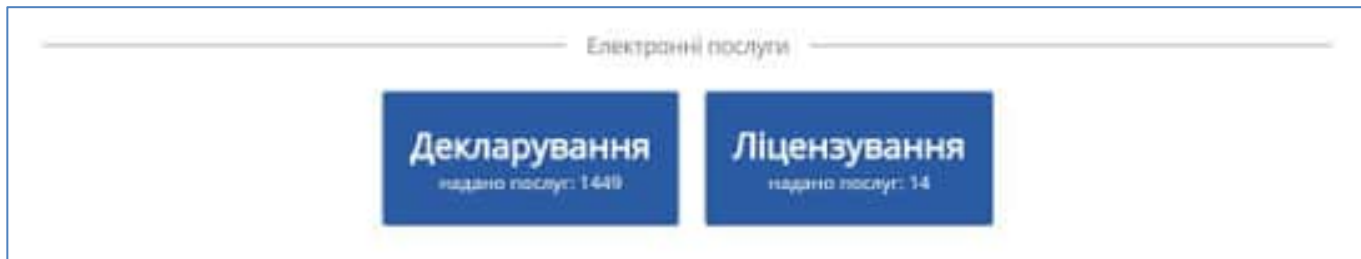 Електронні послуги
Декларування
надано послуг: 1449
Ліцензування
надано послуг: 14